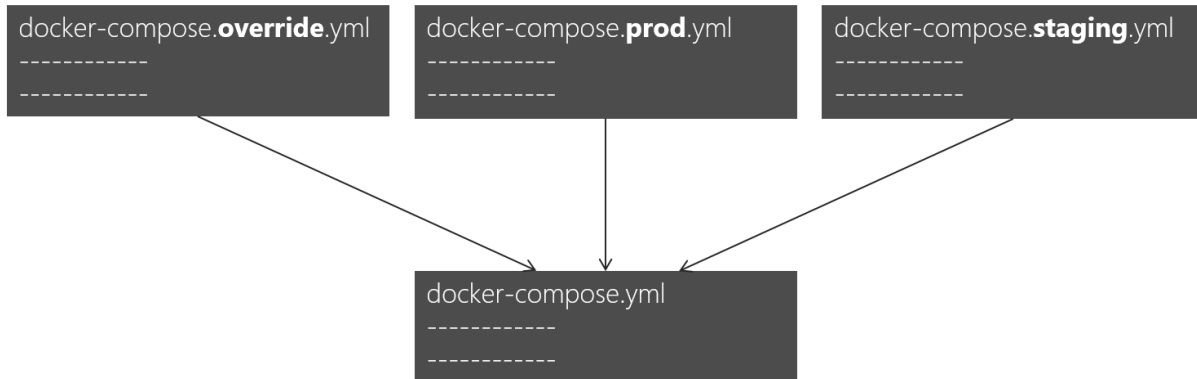 docker-compose.override.yml
------------
------------
docker-compose.prod.yml
------------
------------
docker-compose.staging.yml
------------
------------
docker-compose.yml
------------
------------